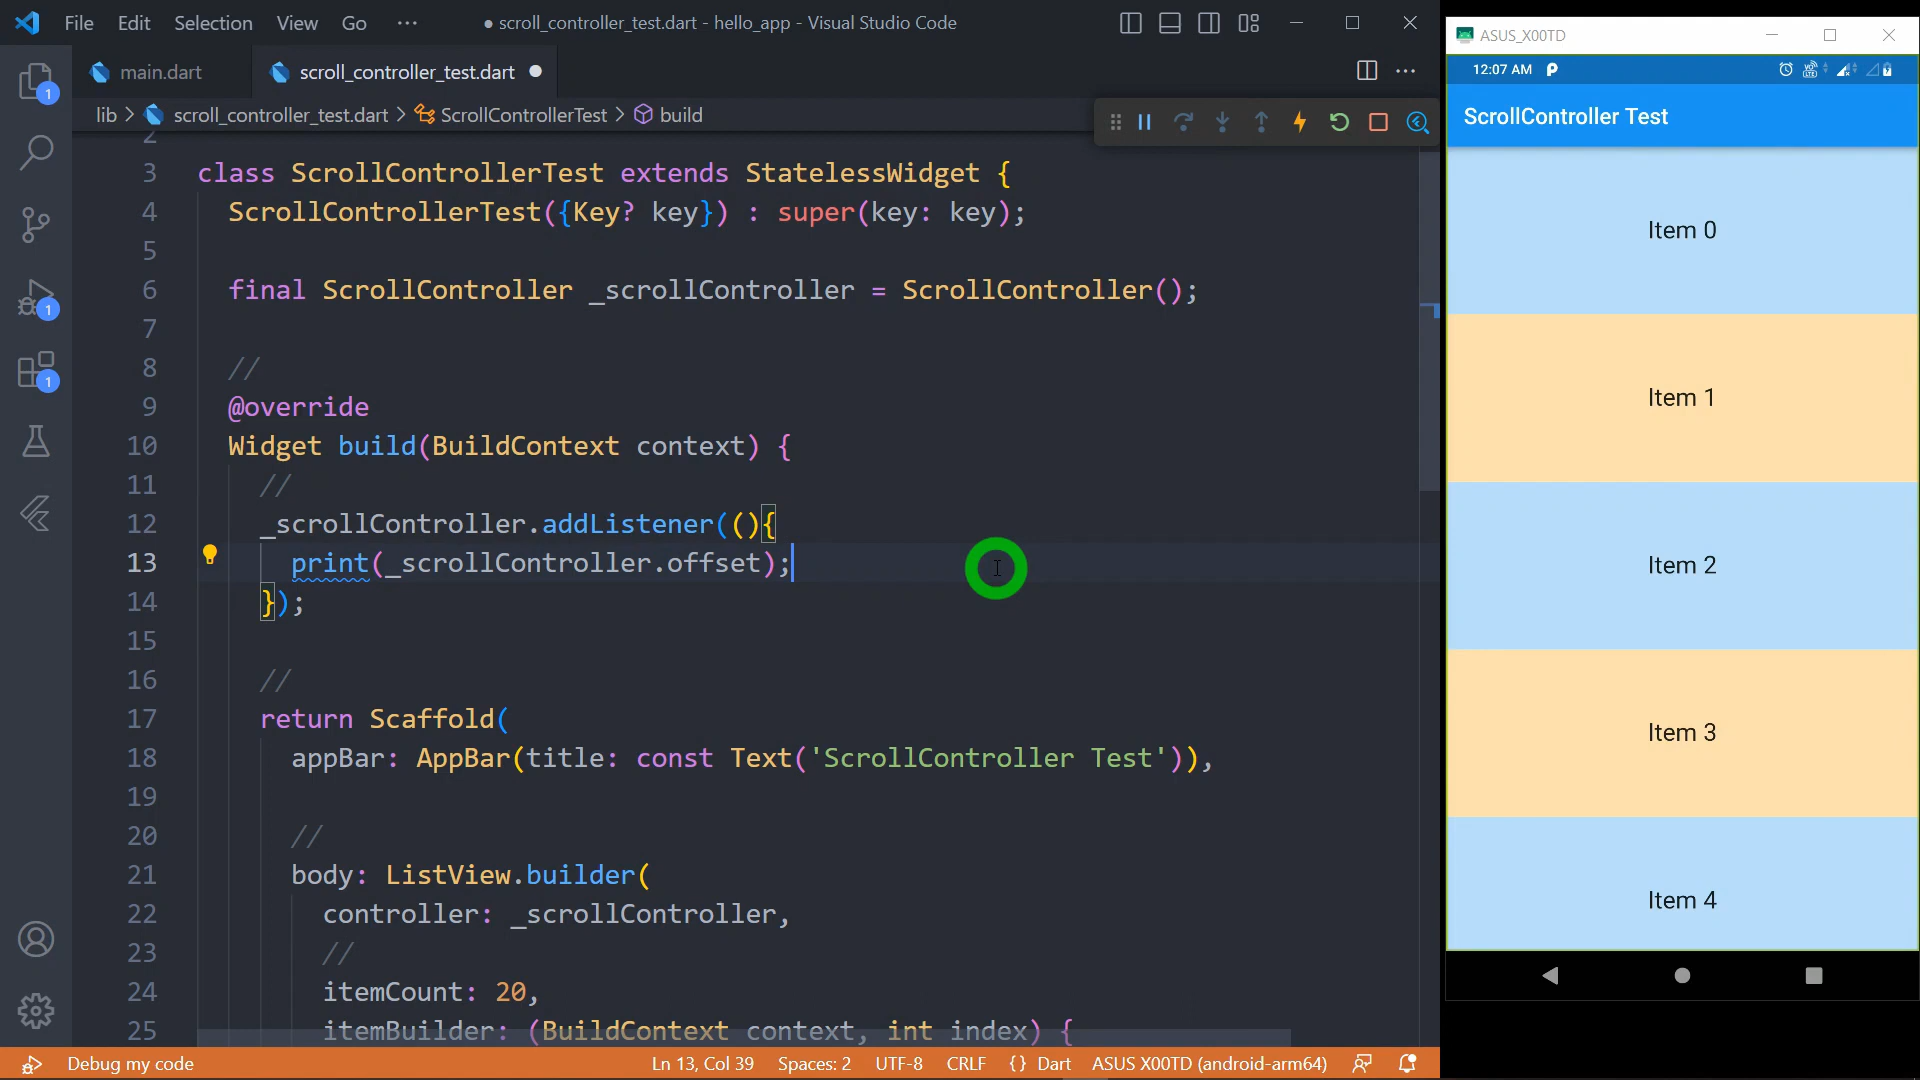 File Edit Selection View Go ··· ● scroll_controller_test.dart - hello_app - Visual Studio Code
main.dart
scroll_controller_test.dart ●
lib > scroll_controller_test.dart > ScrollControllerTest > build
1
1
1
2
3 class ScrollControllerTest extends StatelessWidget {
4 ScrollControllerTest({Key? key}) : super(key: key);
5
6 final ScrollController _scrollController = ScrollController();
7
8 //
9 @override
10 Widget build(BuildContext context) {
11 //
12 _scrollController.addListener((){
13 print(_scrollController.offset);
14 });
15
16 //
17 return Scaffold(
18 appBar: AppBar(title: const Text('ScrollController Test')),
19
20 //
21 body: ListView.builder(
22 controller: _scrollController,
23 //
24 itemCount: 20,
25 itemBuilder: (BuildContext context, int index) {
Debug my code
Ln 13, Col 39 Spaces: 2 UTF-8 CRLF {} Dart ASUS X00TD (android-arm64)
ASUS_X00TD
12:07 AM
ScrollController Test
Item 0
Item 1
Item 2
Item 3
Item 4